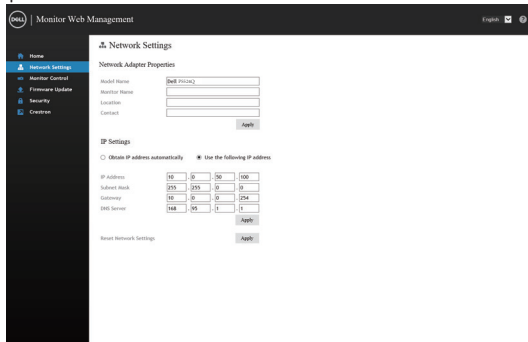 DELL | Monitor Web Management
English
Home
Network Settings
Monitor Control
Firmware Update
Security
Crestron
Network Settings
Network Adapter Properties
Model Name Dell
Monitor Name
Location
Contact
Apply
IP Settings
Obtain IP address automatically Use the following IP address
IP Address 10 . 0 . 50 . 100
Subnet Mask 255 . 255 . 0 . 0
Gateway 10 . 0 . 0 . 254
DNS Server 168 . 95 . 1 . 1
Apply
Reset Network Settings Apply